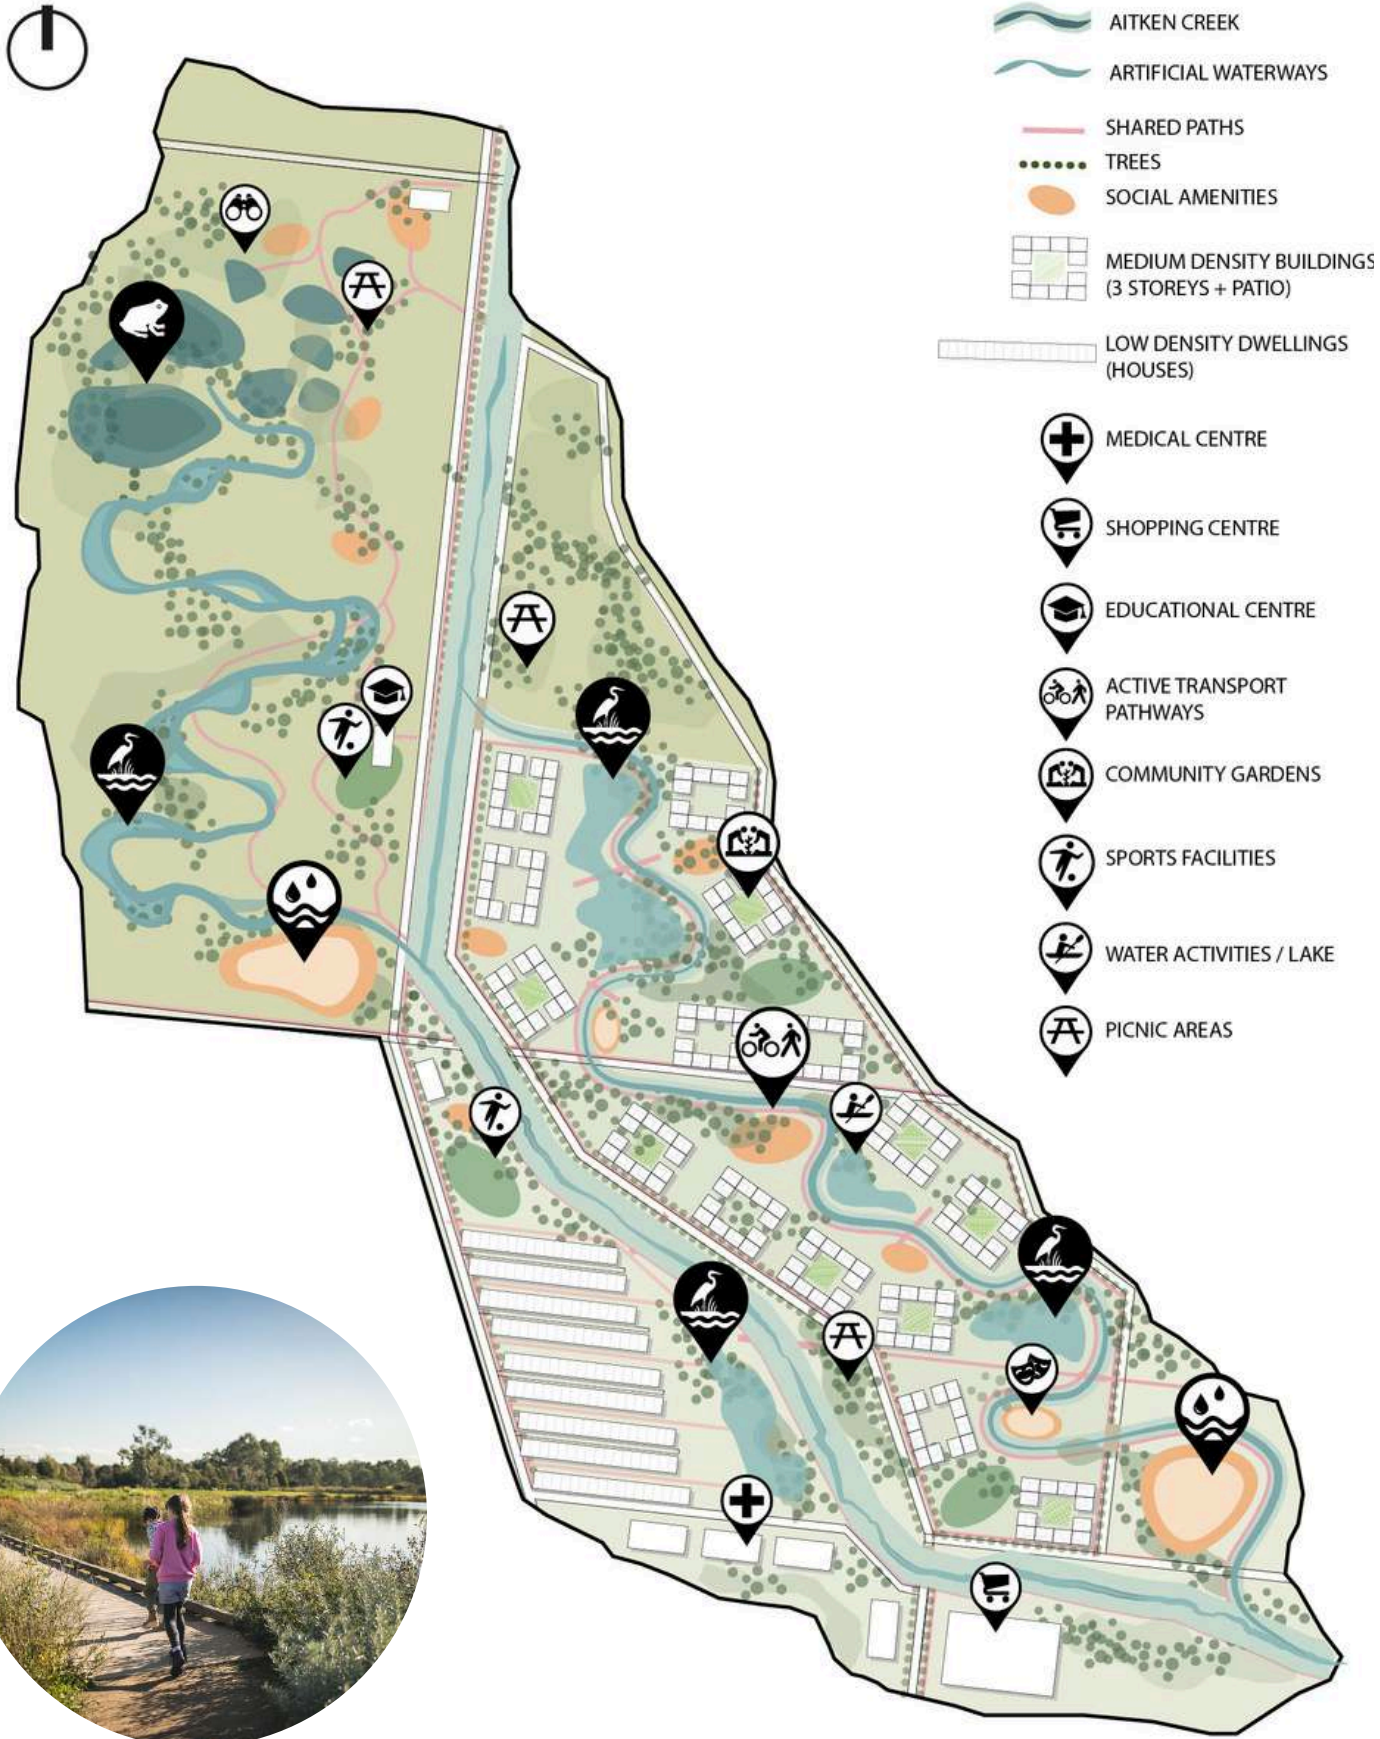 AITKEN CREEK
ARTIFICIAL WATERWAYS
SHARED PATHS
TREES
SOCIAL AMENITIES
MEDIUM DENSITY BUILDINGS
(3 STOREYS + PATIO)
LOW DENSITY DWELLINGS
(HOUSES)
MEDICAL CENTRE
SHOPPING CENTRE
EDUCATIONAL CENTRE
ACTIVE TRANSPORT
PATHWAYS
COMMUNITY GARDENS
SPORTS FACILITIES
WATER ACTIVITIES / LAKE
PICNIC AREAS